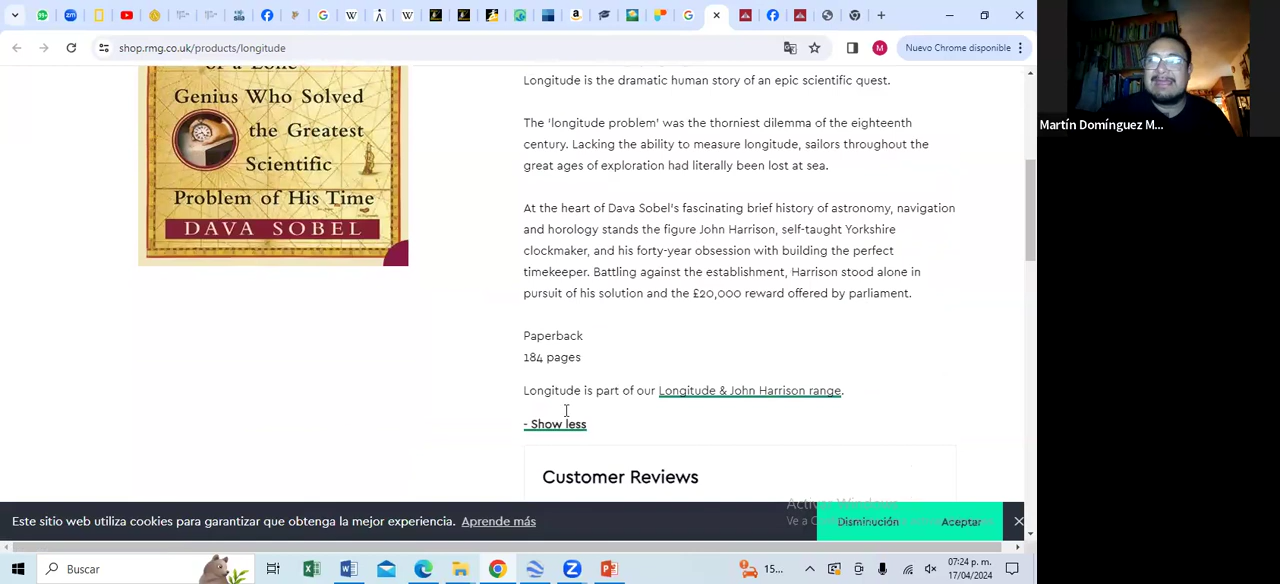 shop.rmg.co.uk/products/longitude
Nuevo Chrome disponible
Genius Who Solved
the Greatest
Scientific
Problem of His Time
DAVA SOBEL
Longitude is the dramatic human story of an epic scientific quest.
The ‘longitude problem’ was the thorniest dilemma of the eighteenth
century. Lacking the ability to measure longitude, sailors throughout the
great ages of exploration had literally been lost at sea.
At the heart of Dava Sobel’s fascinating brief history of astronomy, navigation
and horology stands the figure John Harrison, self-taught Yorkshire
clockmaker, and his forty-year obsession with building the perfect
timekeeper. Battling against the establishment, Harrison stood alone in
pursuit of his solution and the £20,000 reward offered by parliament.
Paperback
184 pages
Longitude is part of our Longitude & John Harrison range.
- Show less
Customer Reviews
Este sitio web utiliza cookies para garantizar que obtenga la mejor experiencia. Aprende más
Disminución
Aceptar
Activar Windows
Ve a
Martín Domínguez M...
Buscar
15...
07:24 p. m.
17/04/2024